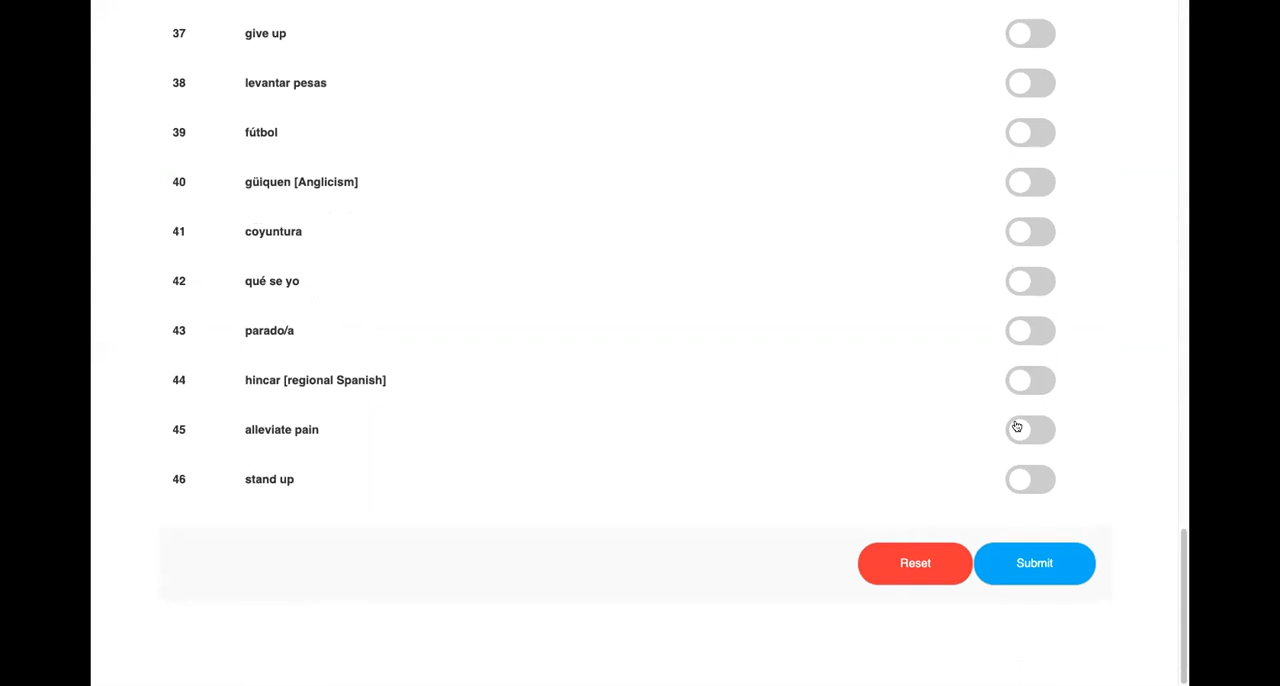 37 give up
38 levantar pesas
39 fútbol
40 güiquen [Anglicism]
41 coyuntura
42 qué se yo
43 parado/a
44 hincar [regional Spanish]
45 alleviate pain
46 stand up
Reset Submit